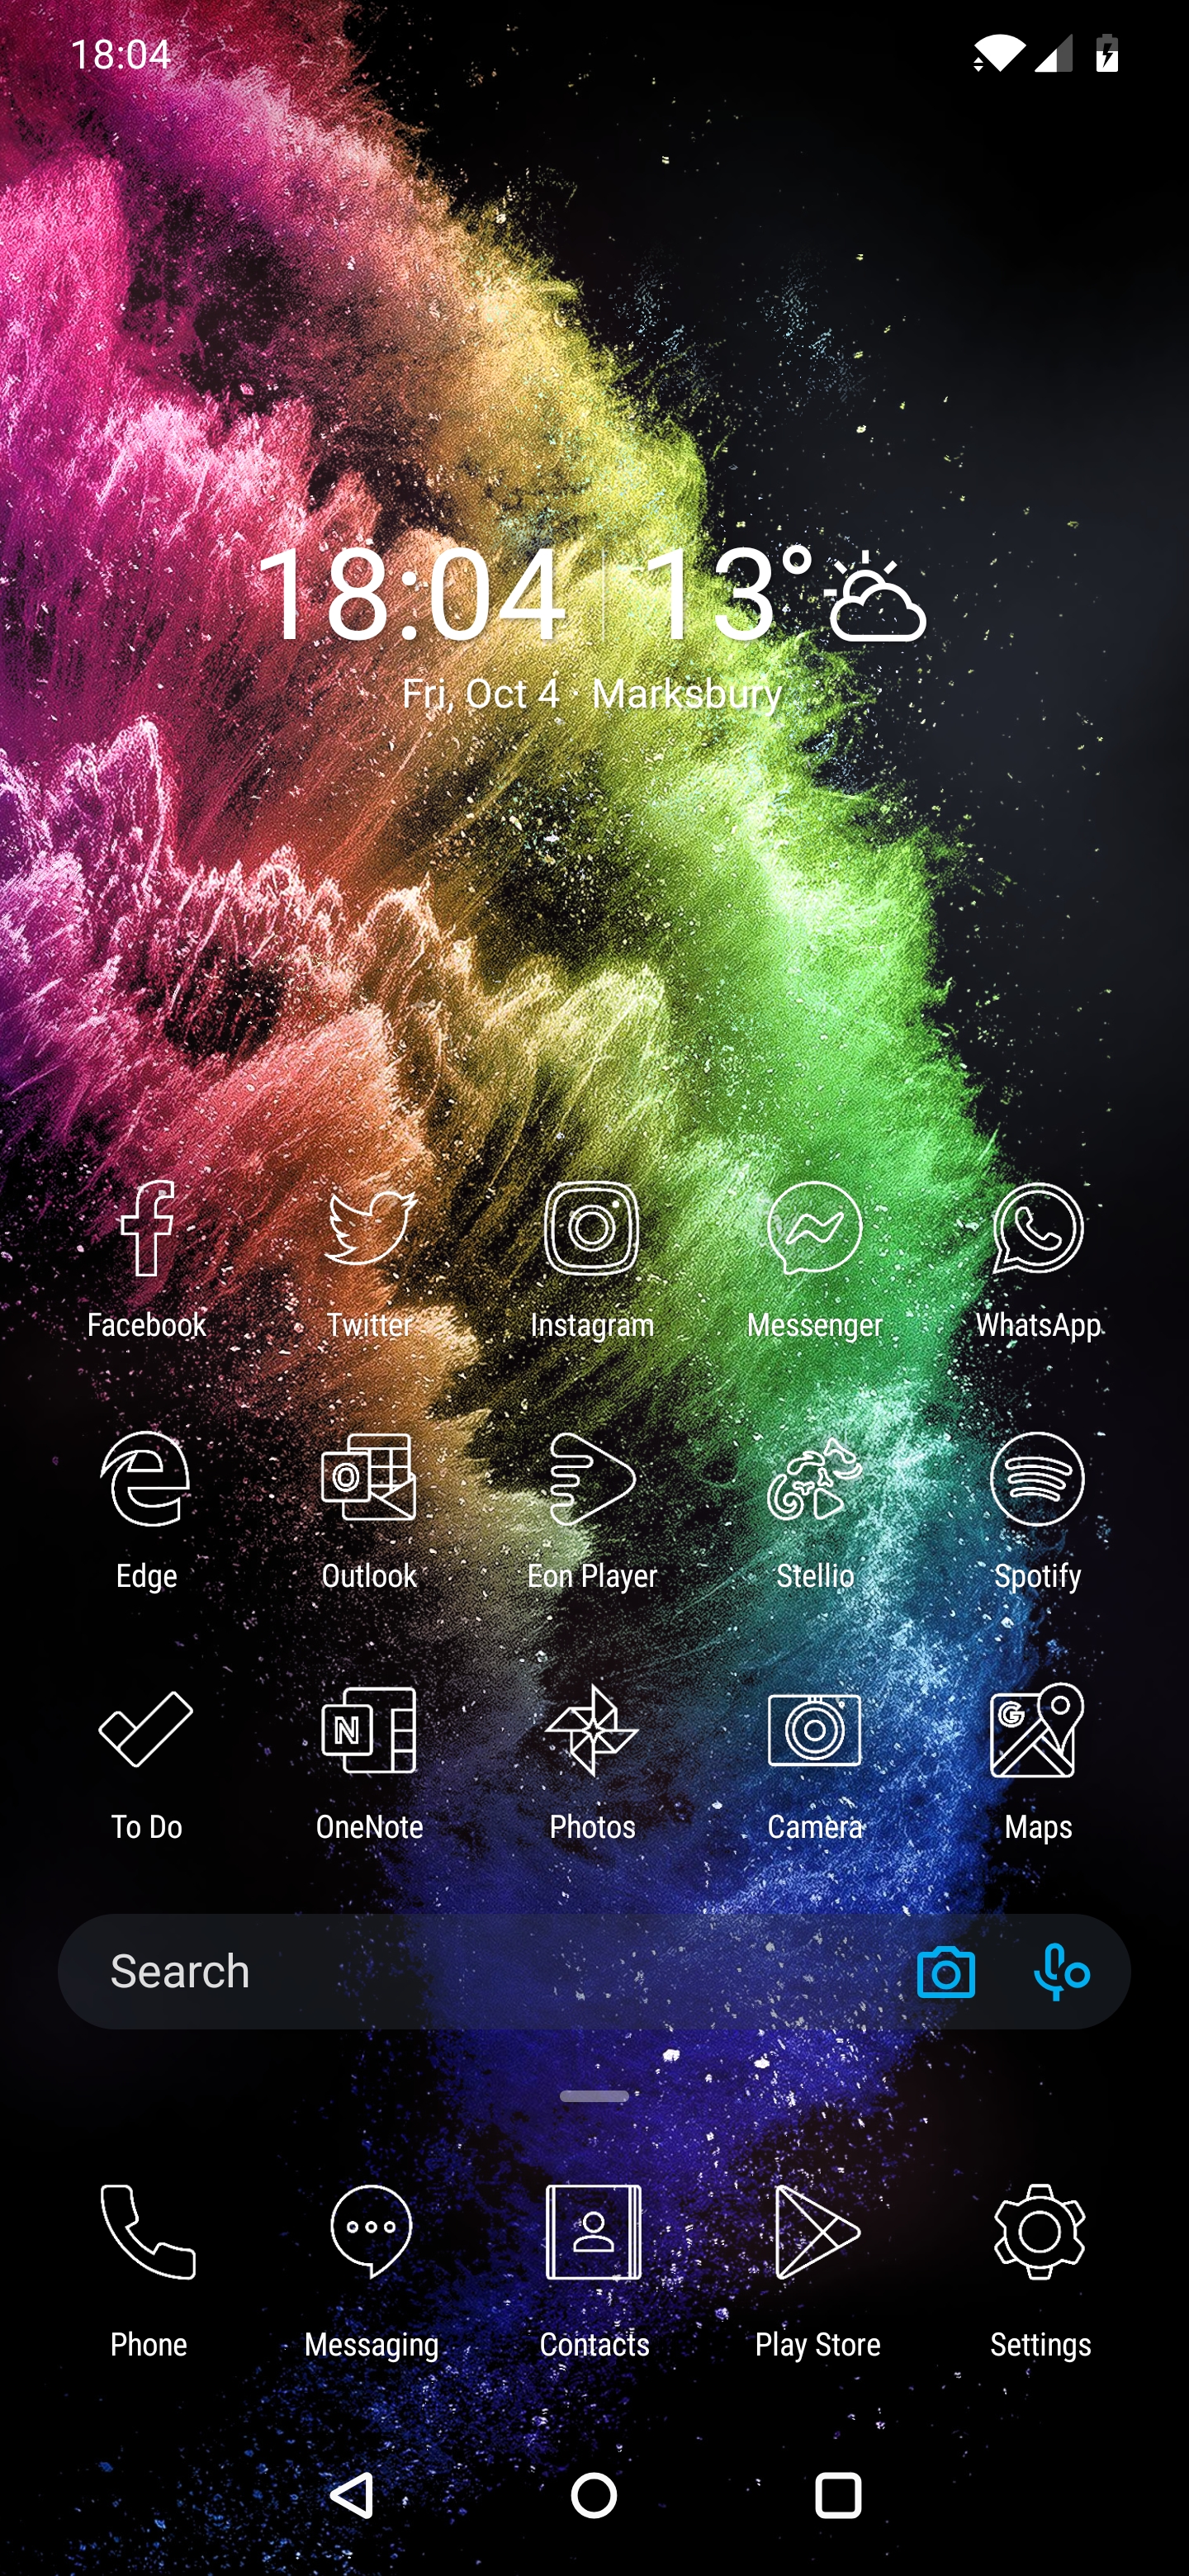 18:04
18:04 13°
Fri, Oct 4 · Marksbury
Facebook Twitter Instagram Messenger WhatsApp
Edge Outlook Eon Player Stellio Spotify
To Do OneNote Photos Camera Maps
Search
Phone Messaging Contacts Play Store Settings